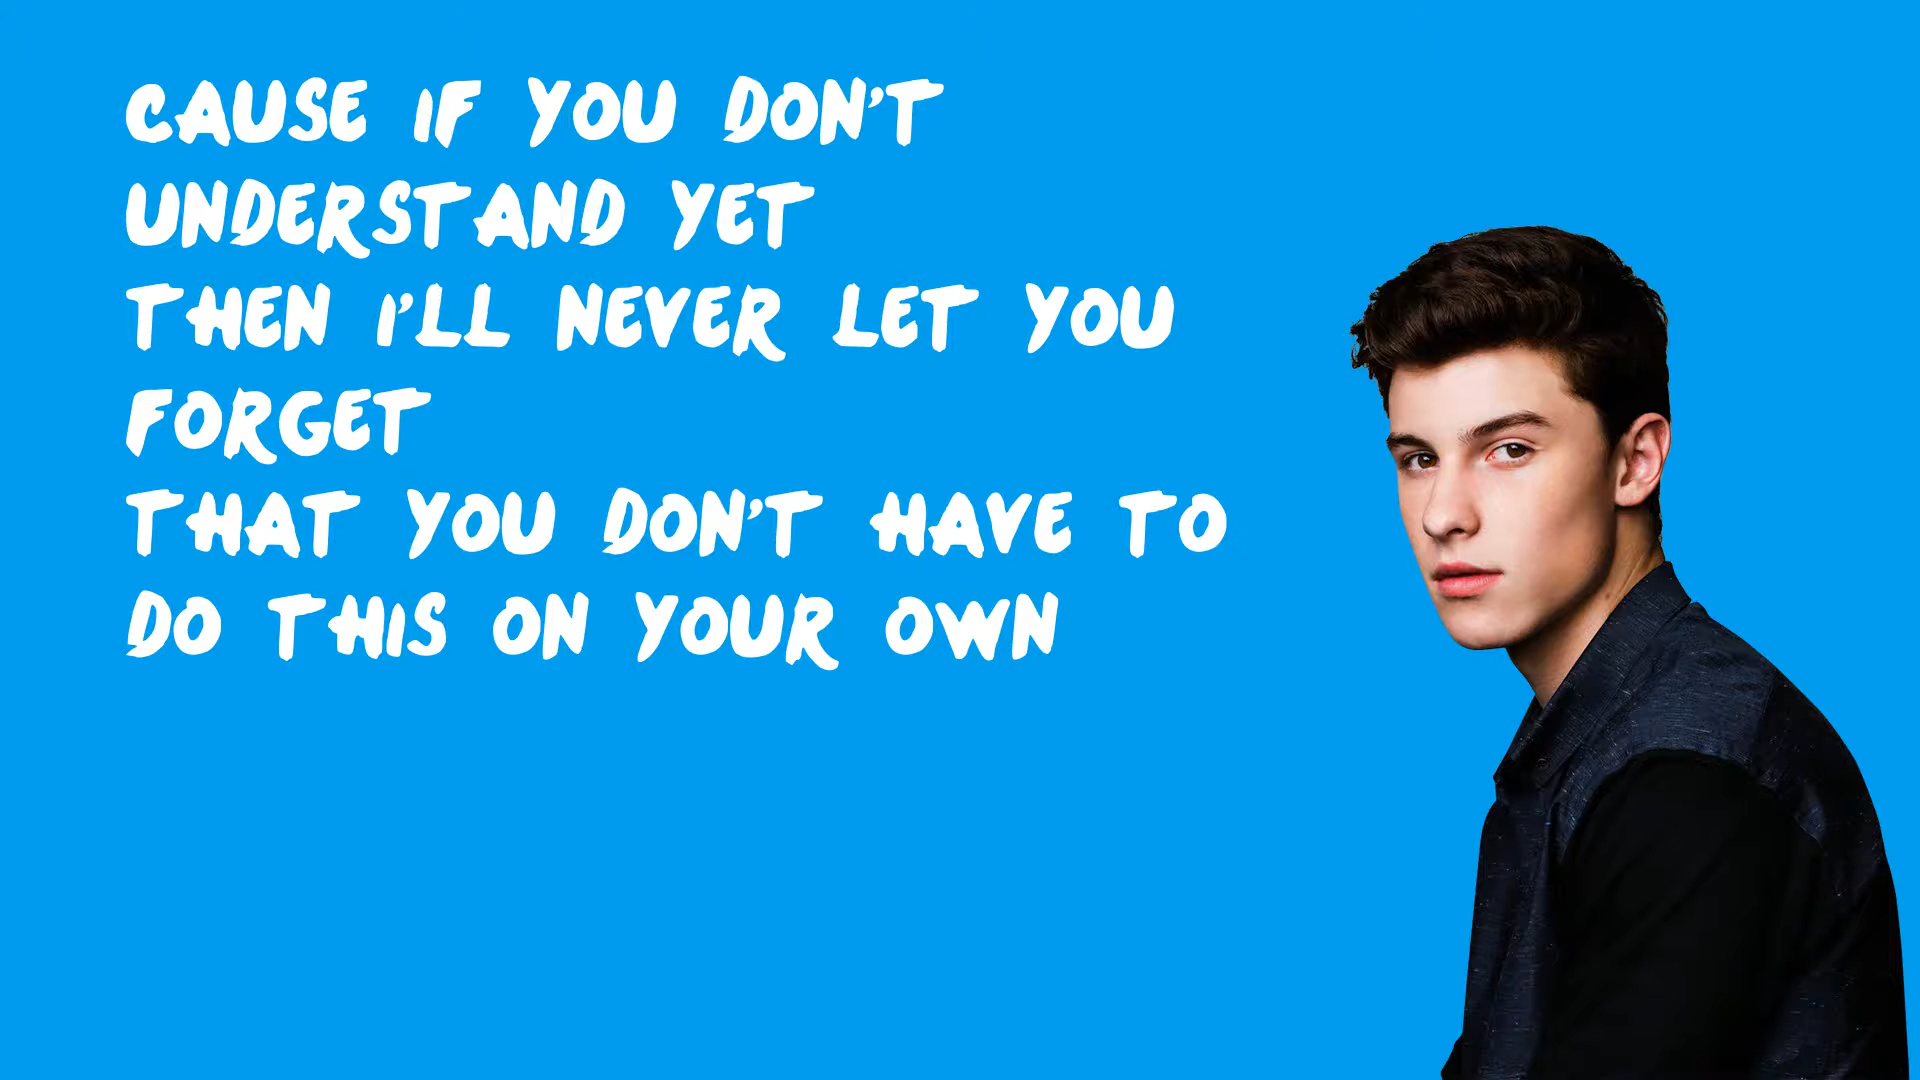 CAUSE IF YOU DON'T
UNDERSTAND YET
THEN I'LL NEVER LET YOU
FORGET
THAT YOU DON'T HAVE TO
DO THIS ON YOUR OWN